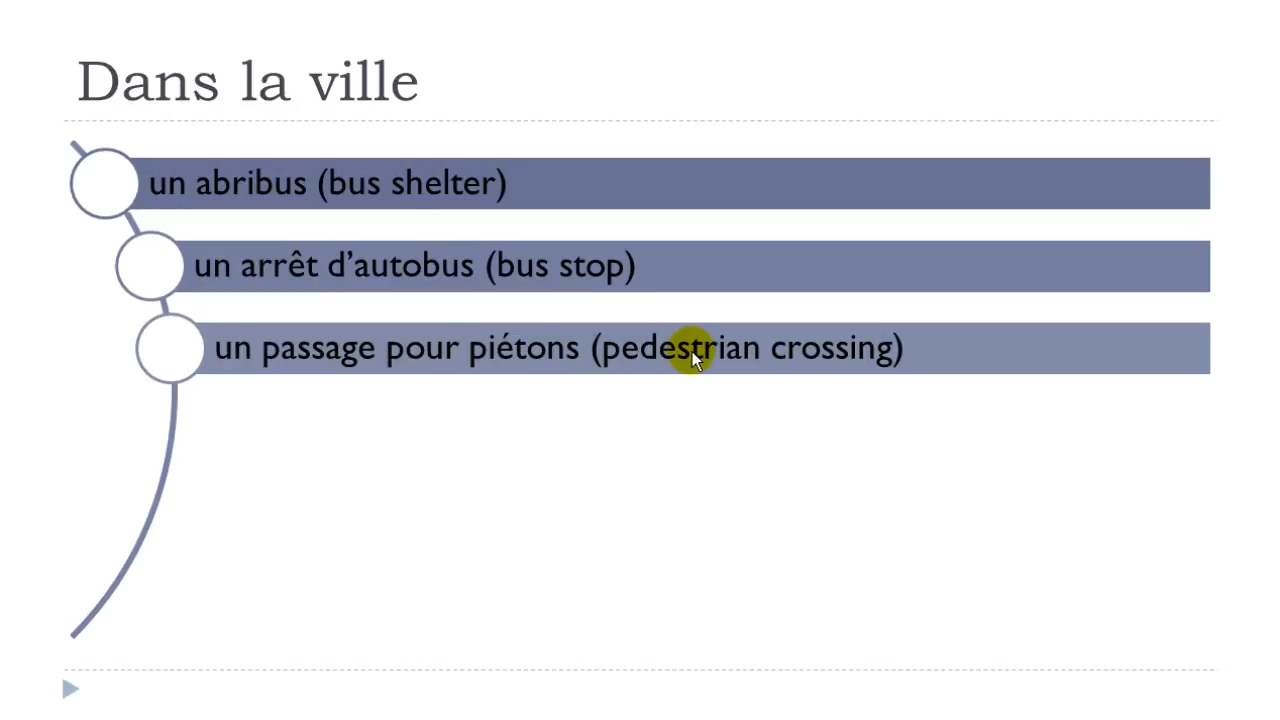 Dans la ville
un abribus (bus shelter)
un arrêt d’autobus (bus stop)
un passage pour piétons (pedestrian crossing)